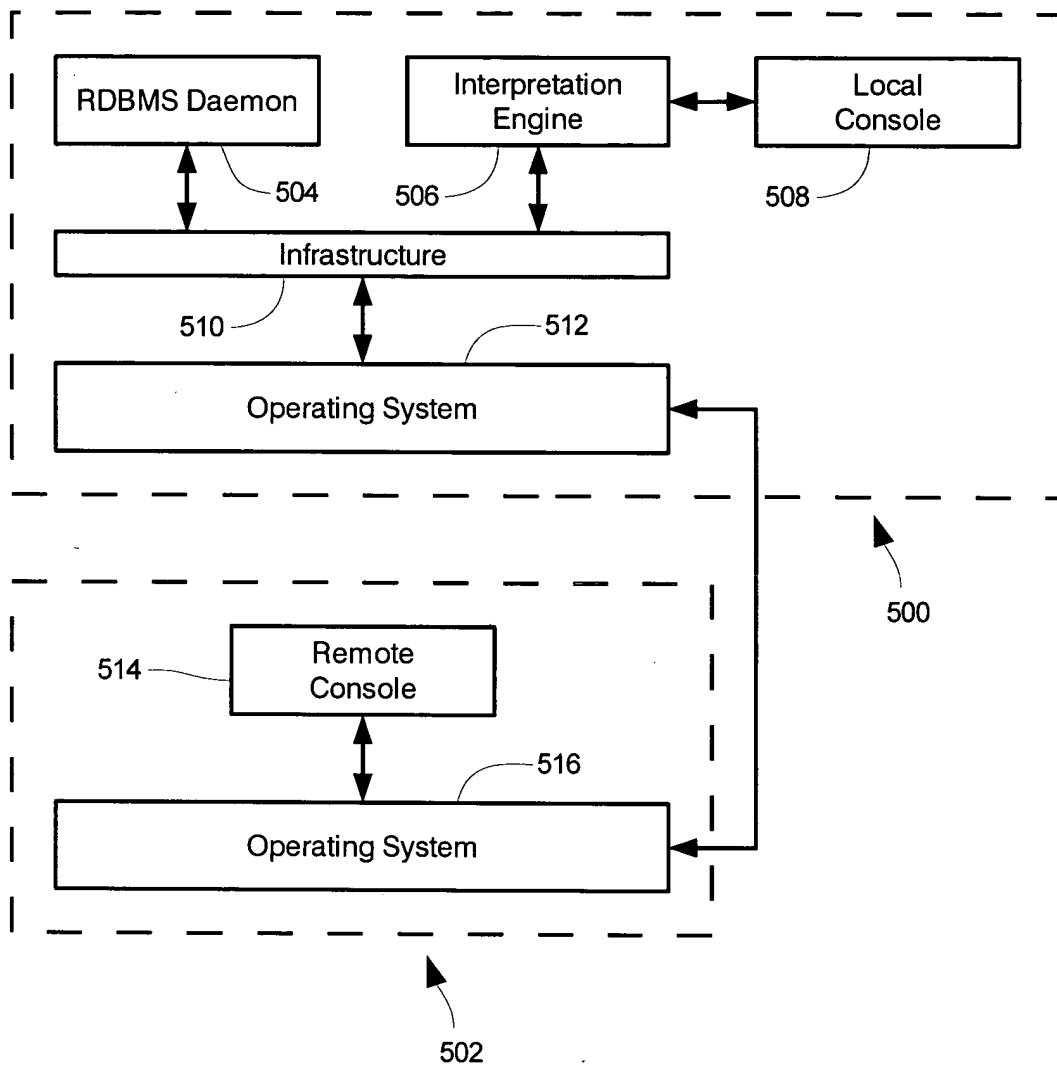 RDBMS Daemon
Interpretation
Engine
Local
Console
504
506
508
Infrastructure
510
512
Operating System
500
514
Remote
Console
516
Operating System
502